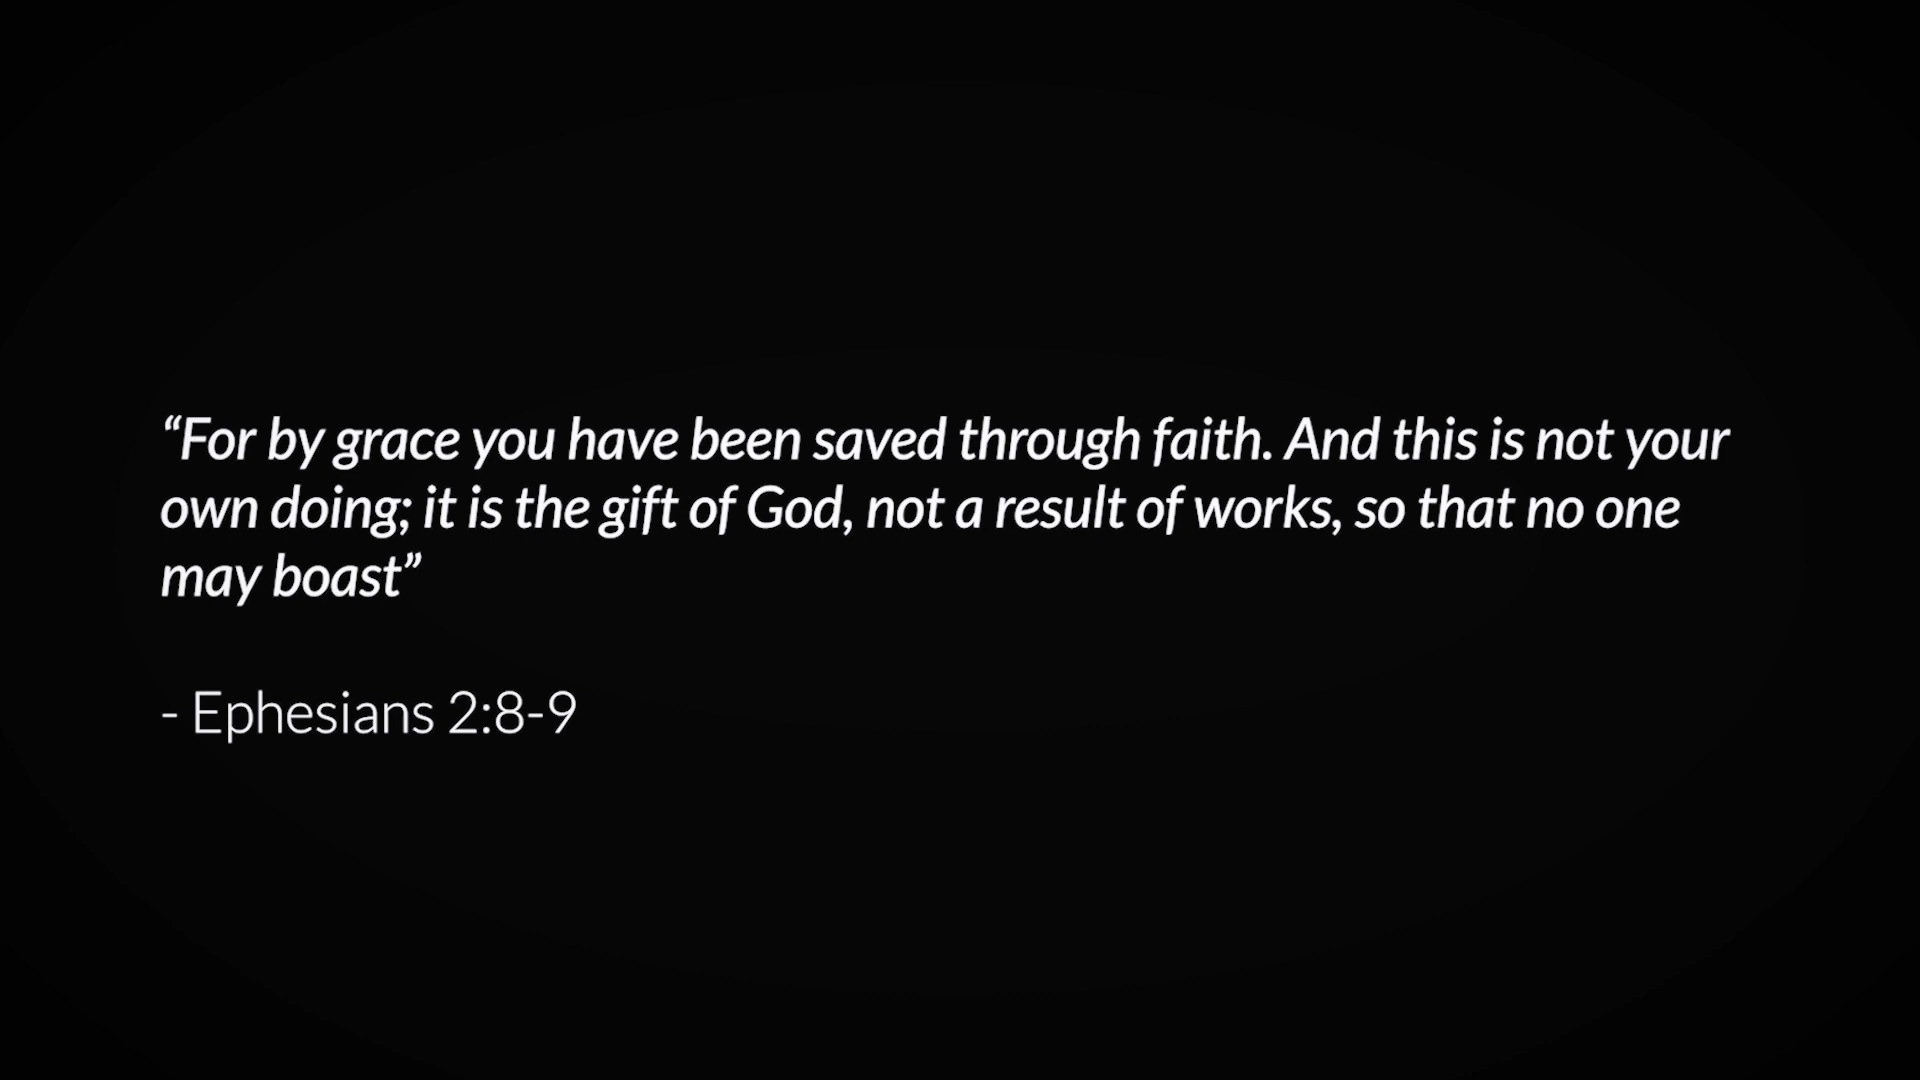 “For by grace you have been saved through faith. And this is not your
own doing; it is the gift of God, not a result of works, so that no one
may boast”
- Ephesians 2:8-9